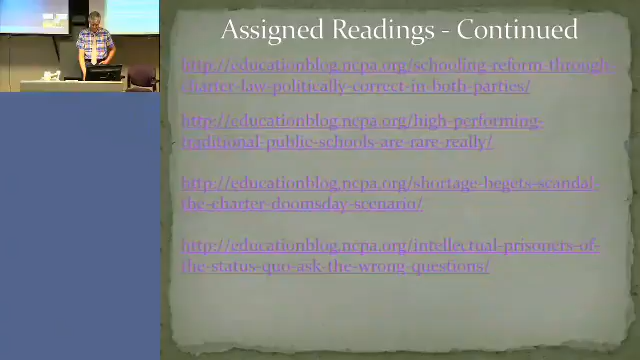 Assigned Readings - Continued
http://educationblog.ncpa.org/schooling-reform-through-
charter-law-politically-correct-in-both-parties/
http://educationblog.ncpa.org/high-performing-
traditional-public-schools-are-rare-really/
http://educationblog.ncpa.org/shortage-begets-scandal-
the-charter-doomsday-scenario/
http://educationblog.ncpa.org/intellectual-prisoners-of-
the-status-quo-ask-the-wrong-questions/